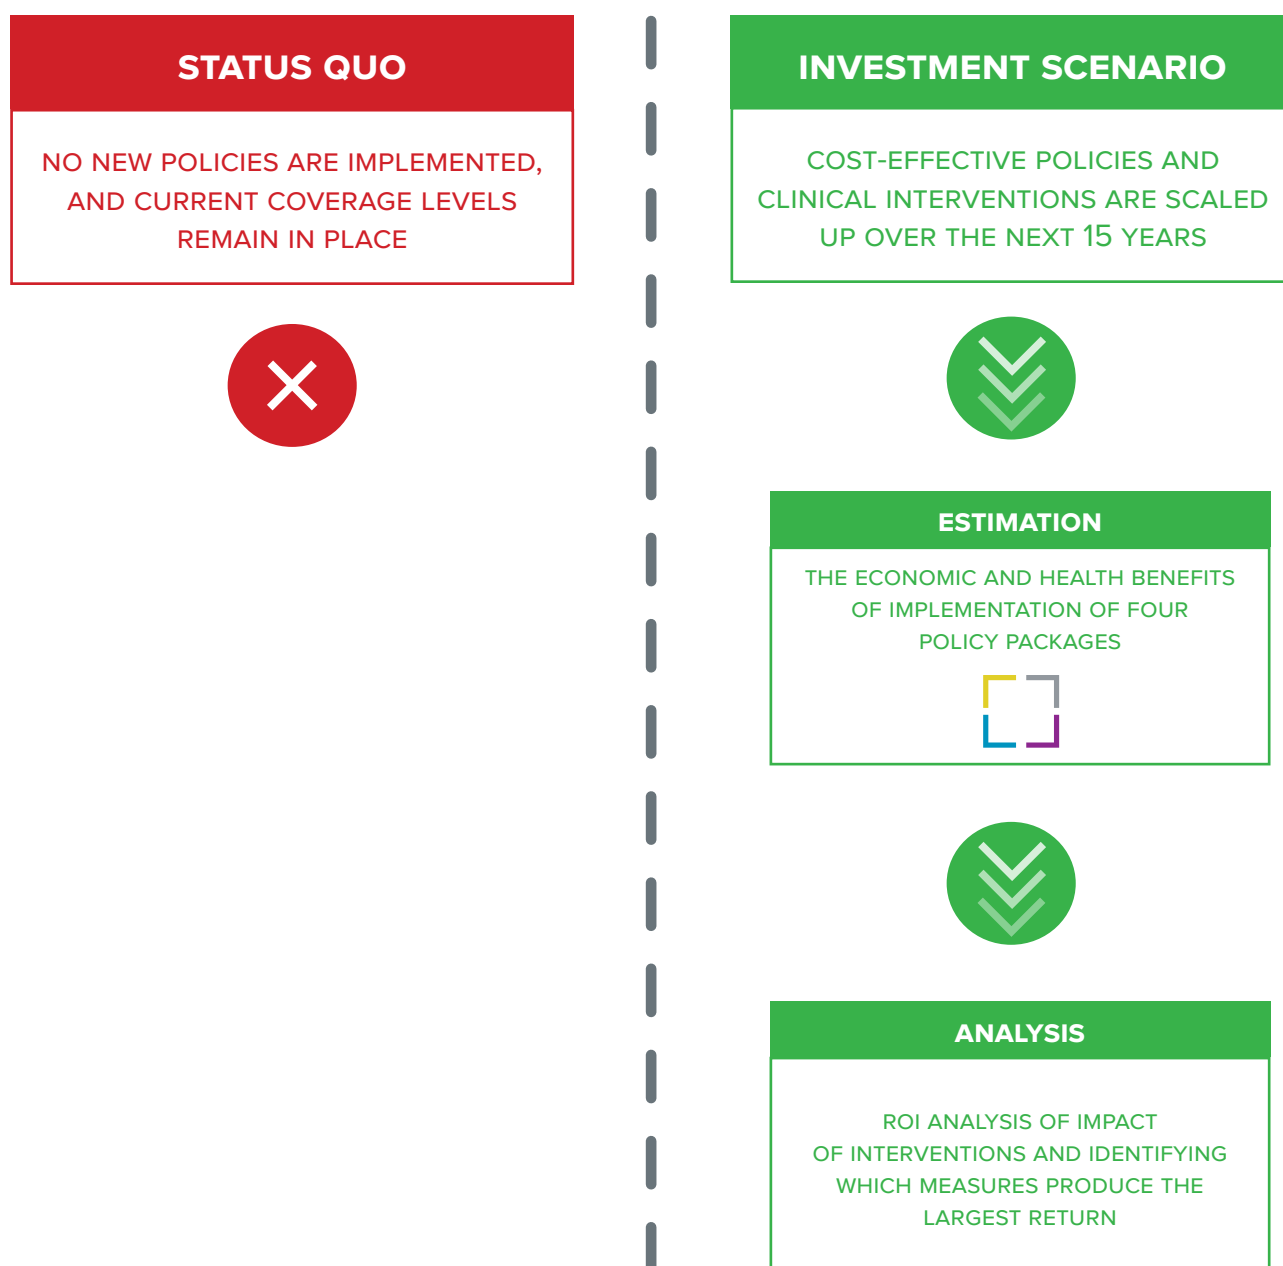 STATUS QUO
NO NEW POLICIES ARE IMPLEMENTED,
AND CURRENT COVERAGE LEVELS
REMAIN IN PLACE
INVESTMENT SCENARIO
COST-EFFECTIVE POLICIES AND
CLINICAL INTERVENTIONS ARE SCALED
UP OVER THE NEXT 15 YEARS
ESTIMATION
THE ECONOMIC AND HEALTH BENEFITS
OF IMPLEMENTATION OF FOUR
POLICY PACKAGES
ANALYSIS
ROI ANALYSIS OF IMPACT
OF INTERVENTIONS AND IDENTIFYING
WHICH MEASURES PRODUCE THE
LARGEST RETURN